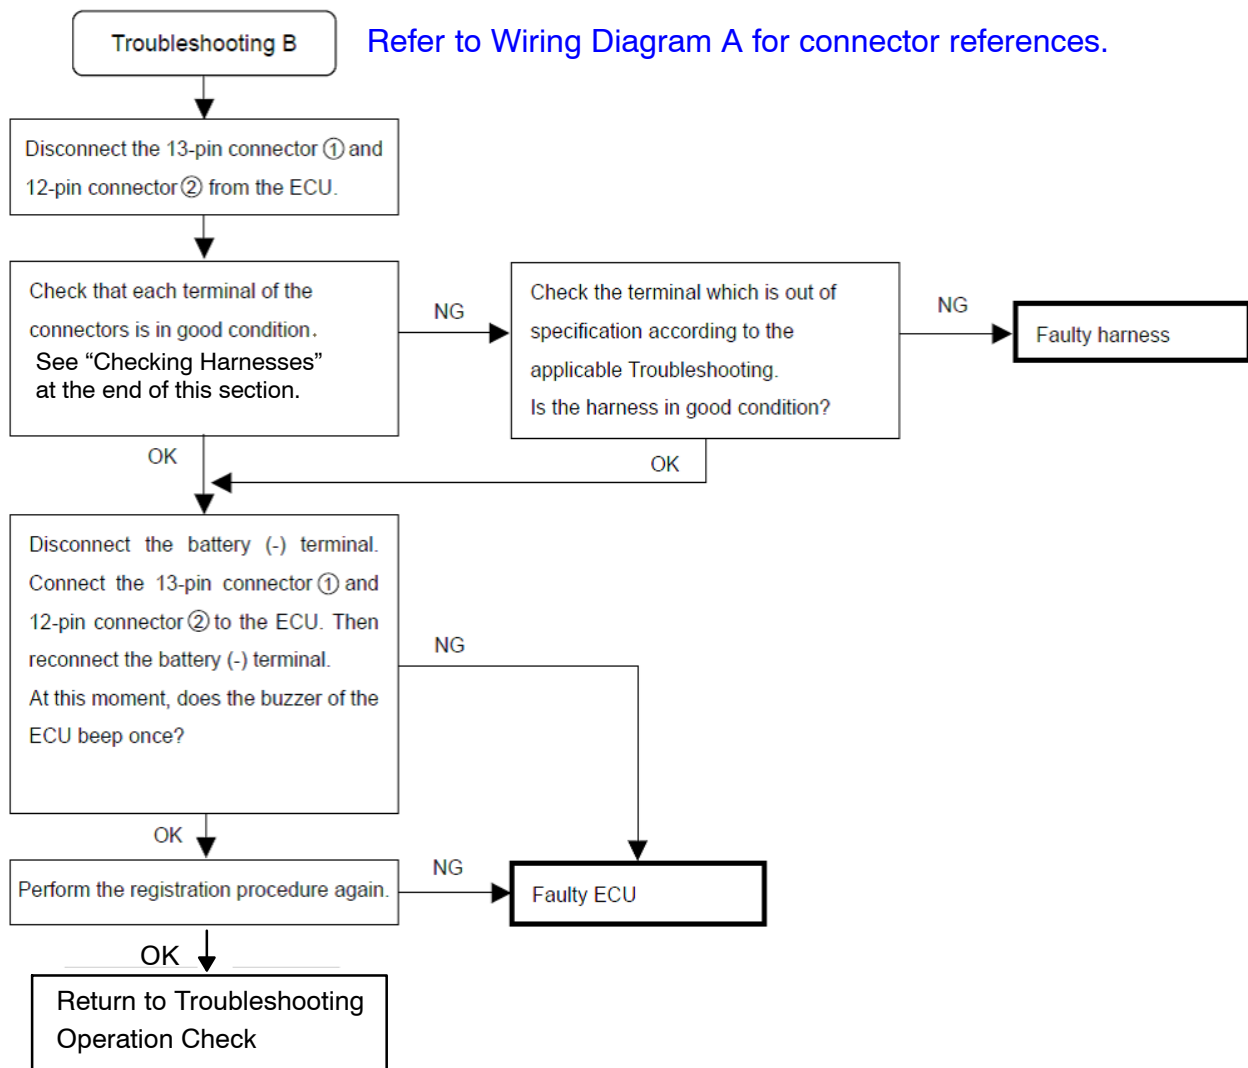 Troubleshooting B
Refer to Wiring Diagram A for connector references.
Disconnect the 13-pin connector ① and
12-pin connector ② from the ECU.
Check that each terminal of the
connectors is in good condition.
See “Checking Harnesses”
at the end of this section.
NG
Check the terminal which is out of
specification according to the
applicable Troubleshooting.
Is the harness in good condition?
NG
Faulty harness
OK
OK
Disconnect the battery (-) terminal.
Connect the 13-pin connector ① and
12-pin connector ② to the ECU. Then
reconnect the battery (-) terminal.
At this moment, does the buzzer of the
ECU beep once?
NG
OK
Perform the registration procedure again.
NG
Faulty ECU
OK
Return to Troubleshooting
Operation Check